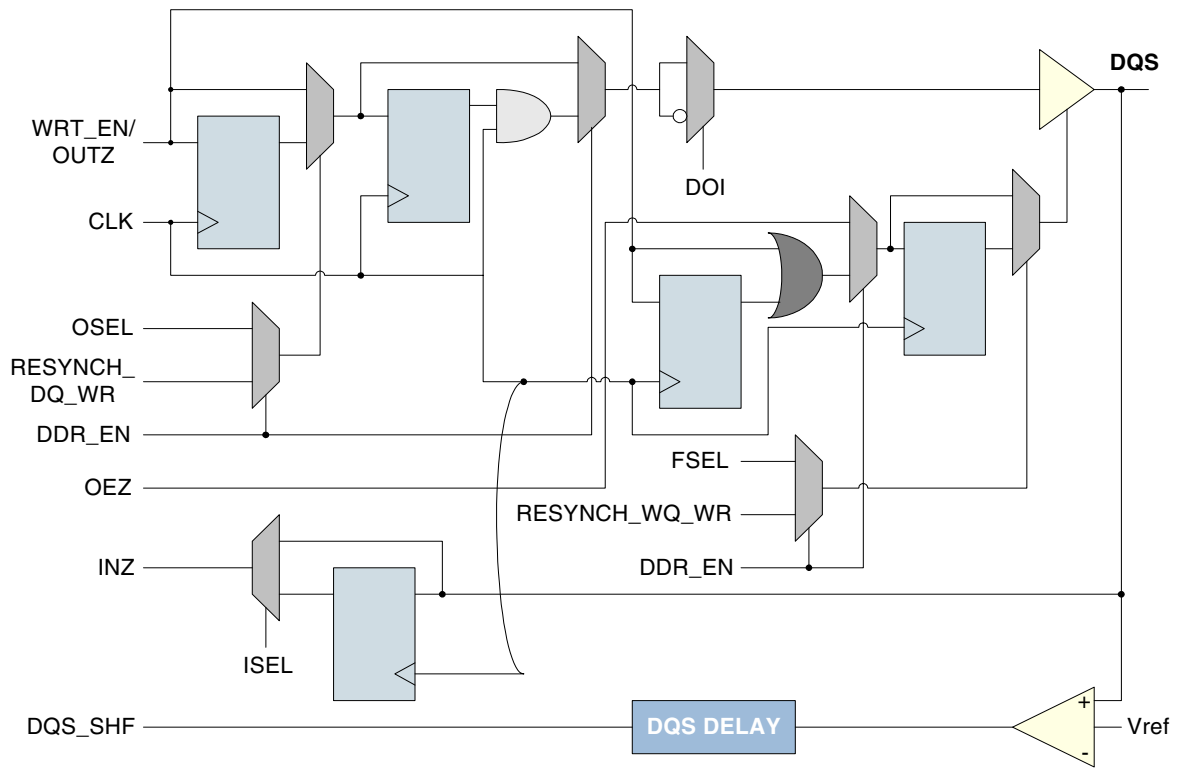 DQS
WRT_EN/
OUTZ
DOI
CLK
OSEL
RESYNCH_
DQ_WR
DDR_EN
FSEL
OEZ
RESYNCH_WQ_WR
INZ
DDR_EN
ISEL
+
DQS_SHF
DQS DELAY
Vref
-